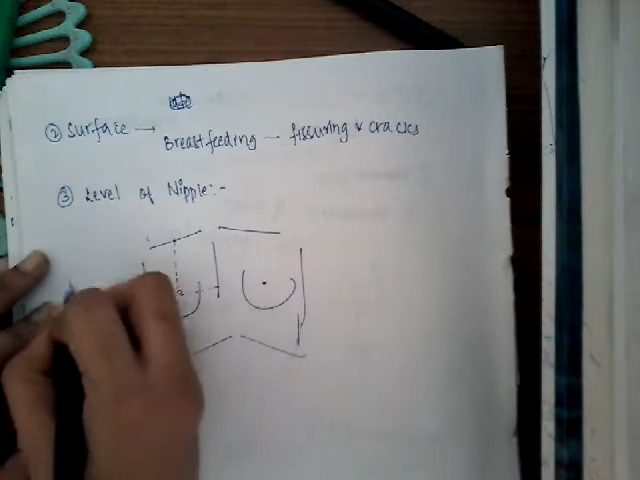 ② Surface → Breastfeeding — fissuring & cracks
③ Level of Nipple:-